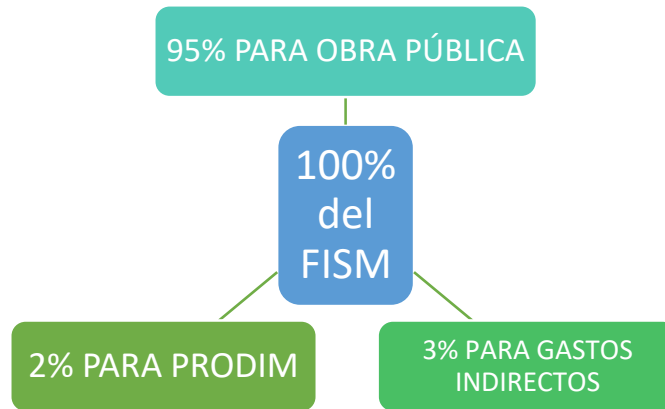 95% PARA OBRA PÚBLICA
100%
del
FISM
2% PARA PRODIM
3% PARA GASTOS
INDIRECTOS